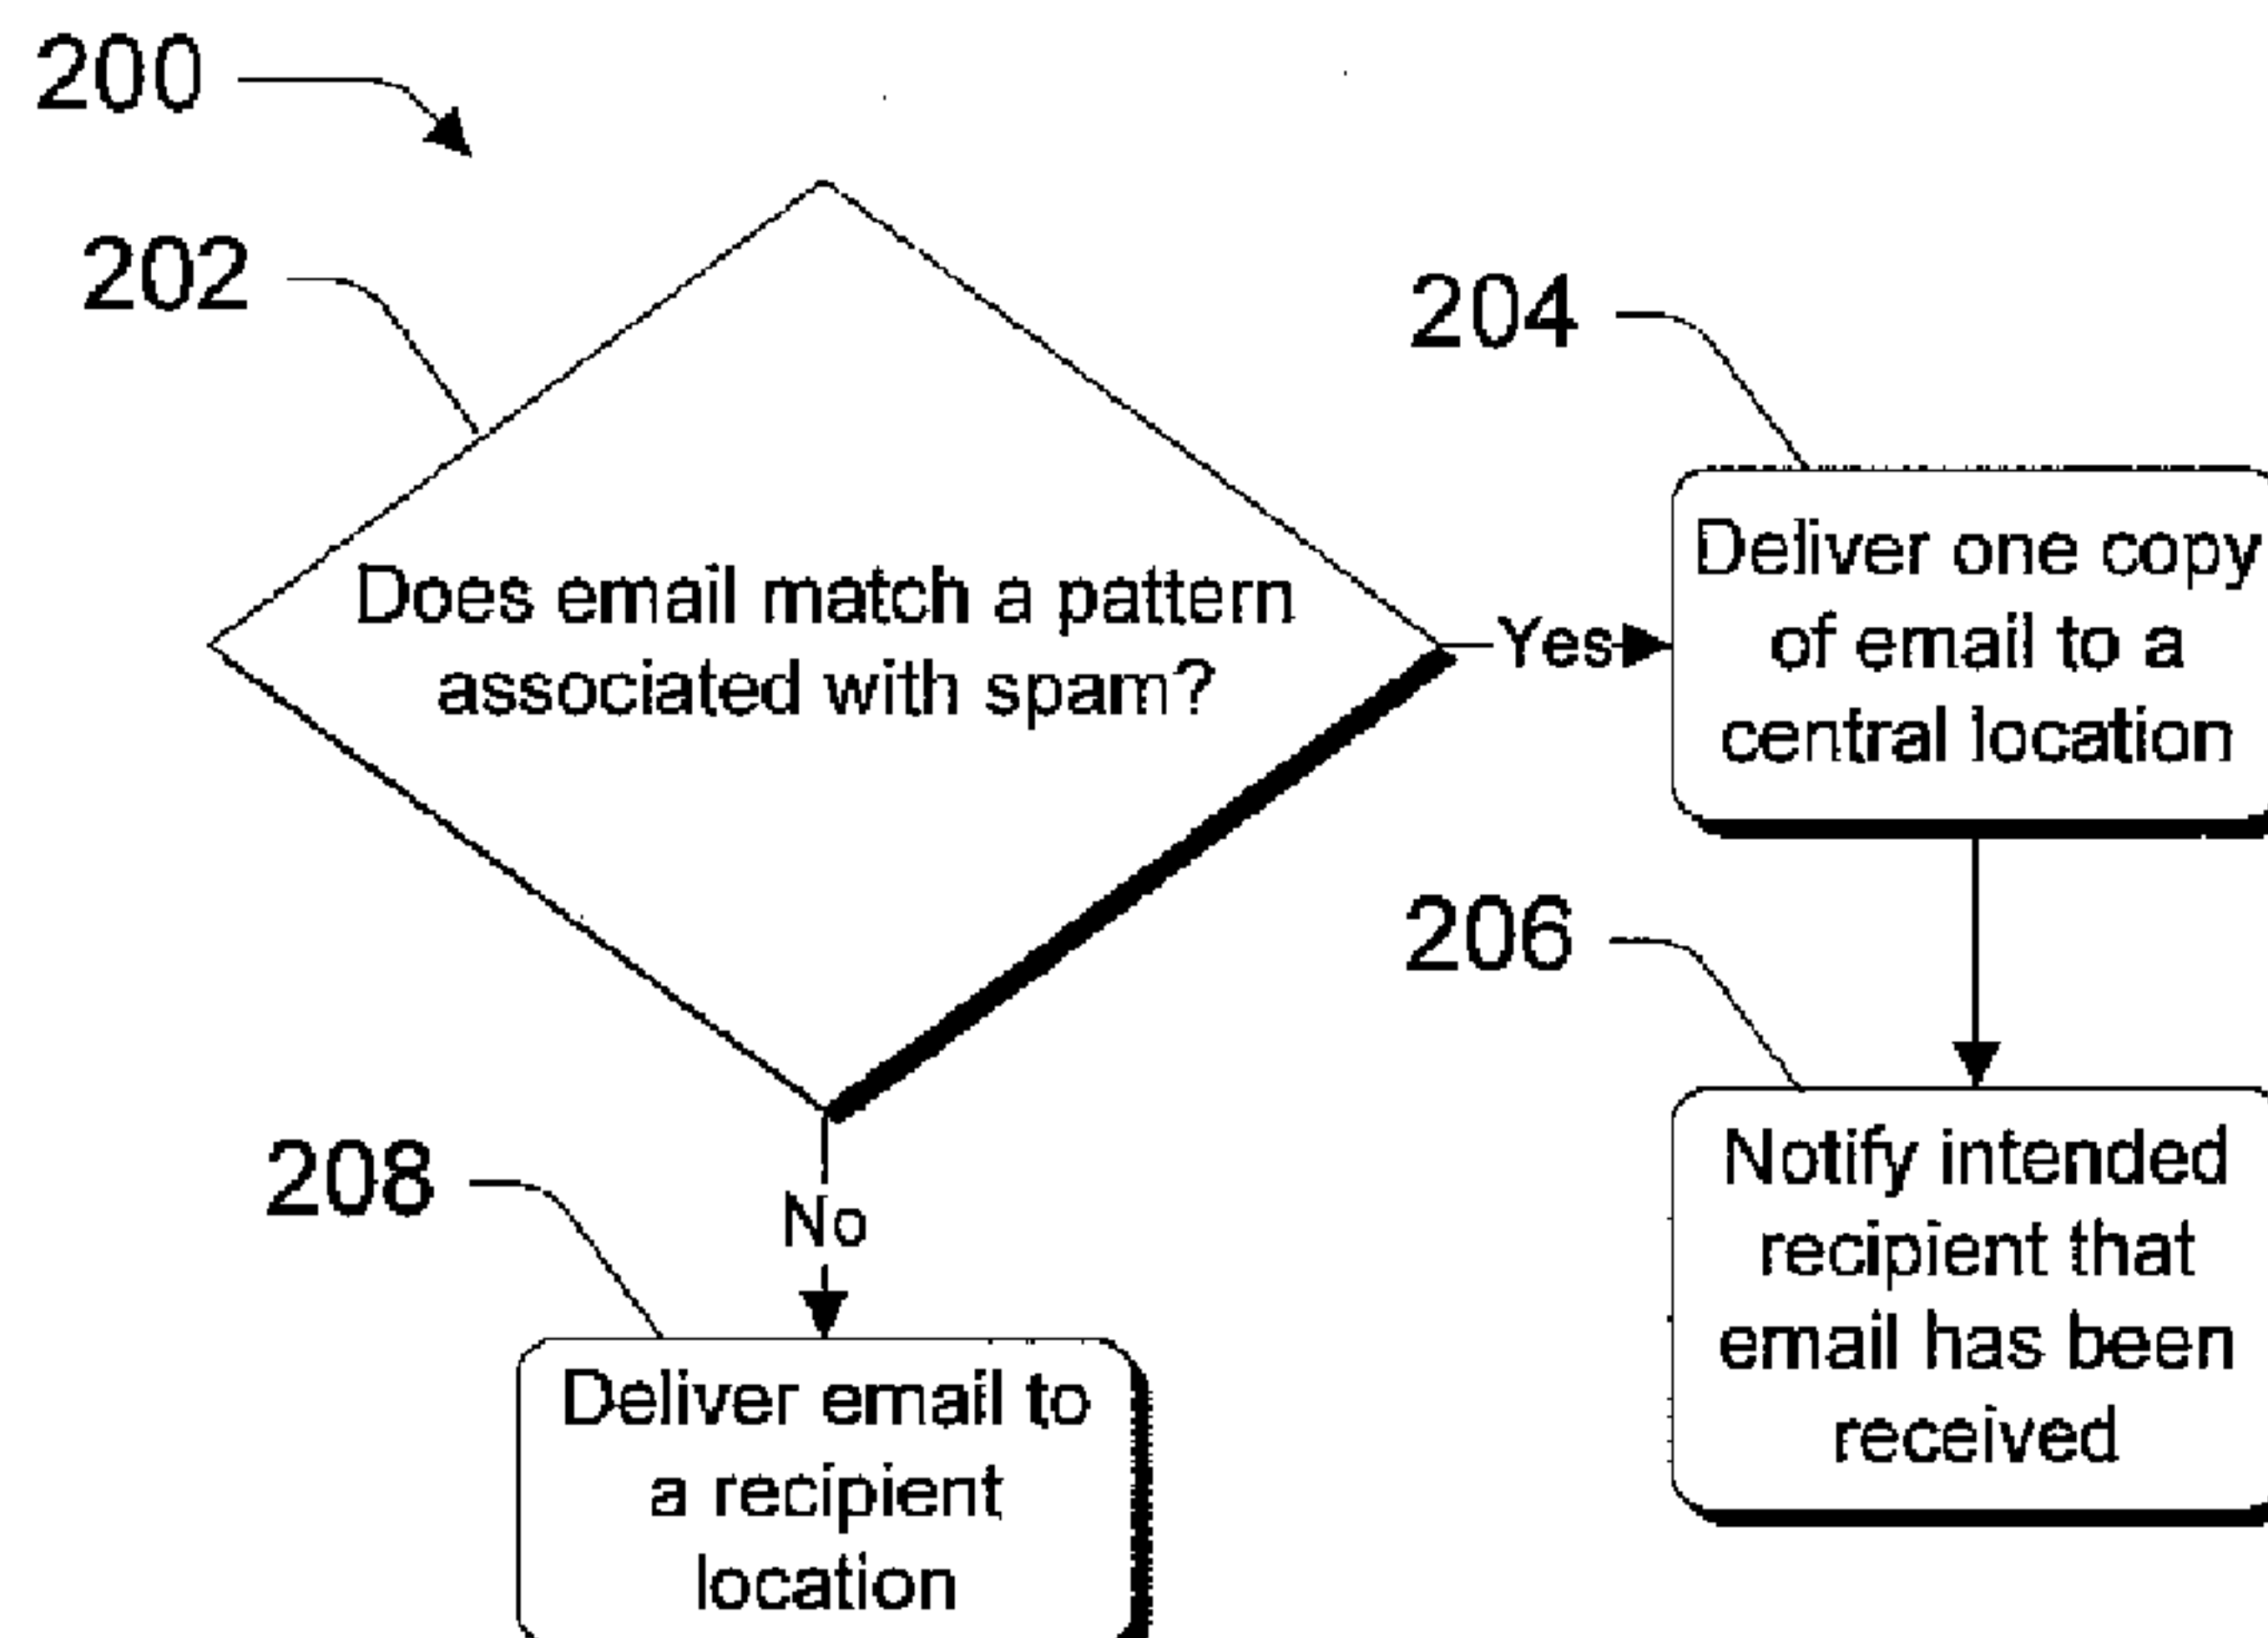 200
202
Does email match a pattern
associated with spam?
Yes
204
Deliver one copy
of email to a
central location
206
Notify intended
recipient that
email has been
received
No
208
Deliver email to
a recipient
location